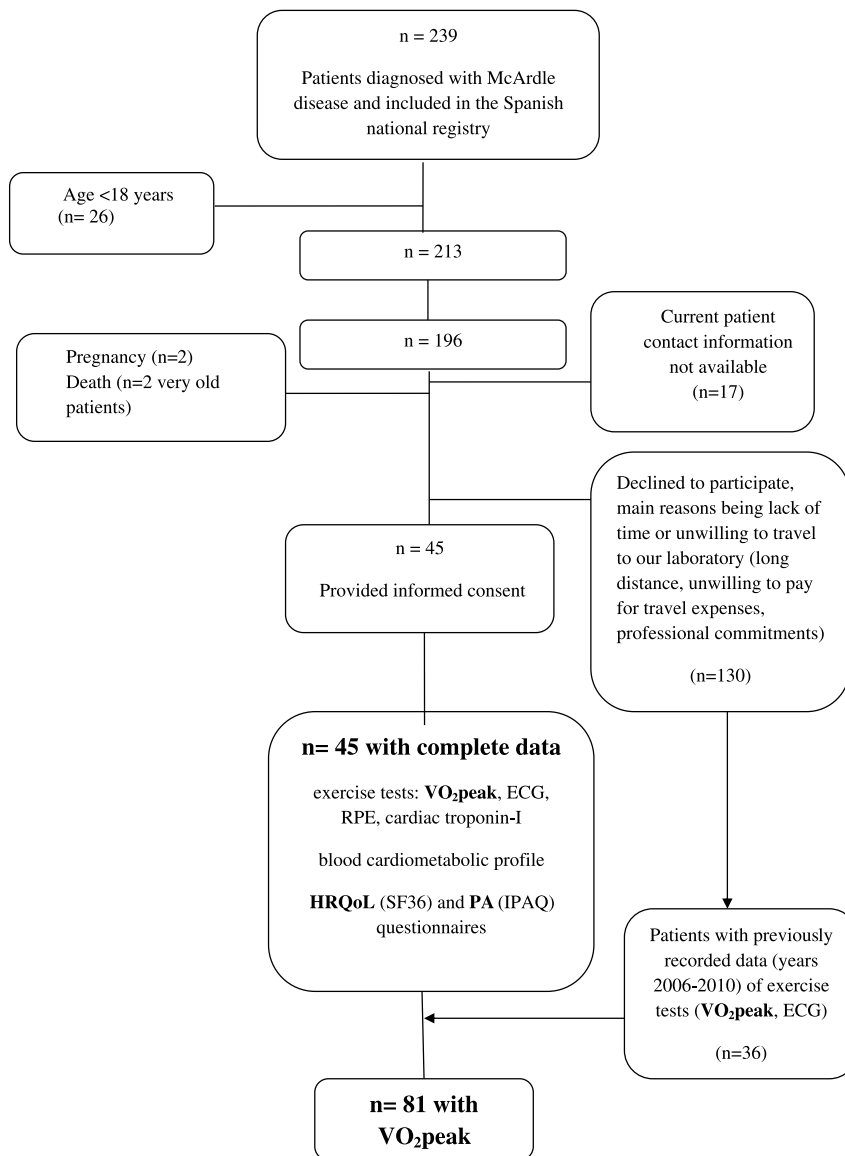 n = 239
Patients diagnosed with McArdle
disease and included in the Spanish
national registry
Age <18 years
(n= 26)
n = 213
n = 196
Current patient
contact information
not available
(n=17)
Pregnancy (n=2)
Death (n=2 very old
patients)
Declined to participate,
main reasons being lack of
time or unwilling to travel
to our laboratory (long
distance, unwilling to pay
for travel expenses,
professional commitments)
(n=130)
n = 45
Provided informed consent
n= 45 with complete data
exercise tests: VO₂peak, ECG,
RPE, cardiac troponin-I
blood cardiometabolic profile
HRQoL (SF36) and PA (IPAQ)
questionnaires
Patients with previously
recorded data (years
2006-2010) of exercise
tests (VO₂peak, ECG)
(n=36)
n= 81 with
VO₂peak